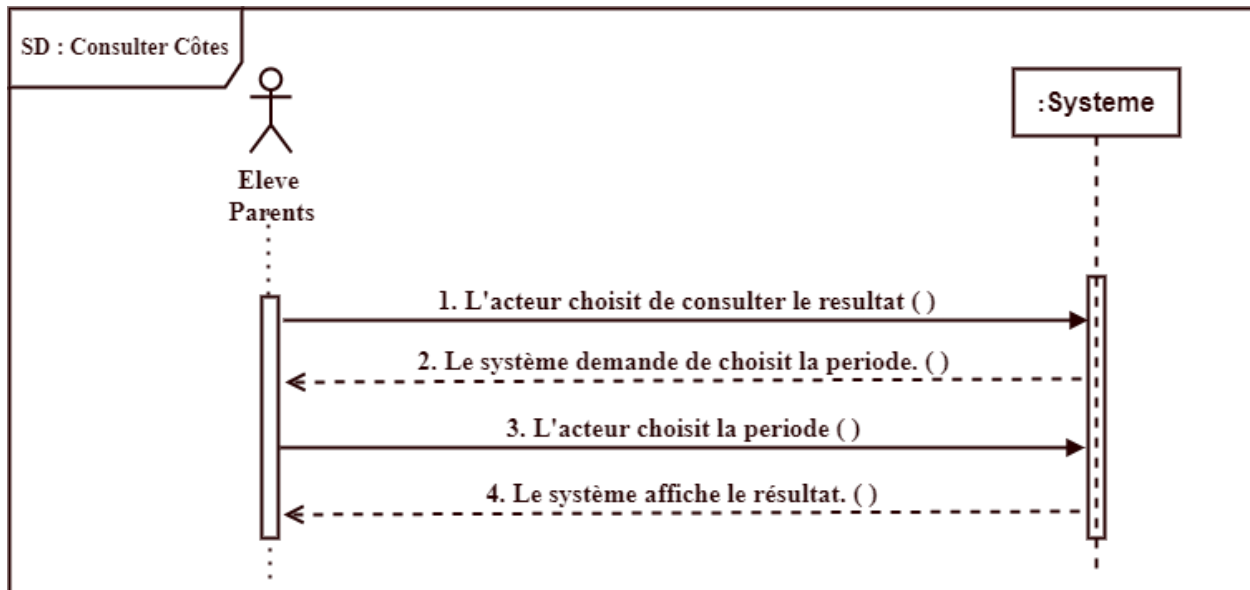 SD : Consulter Côtes
:Systeme
Eleve
Parents
1. L'acteur choisit de consulter le resultat ( )
2. Le système demande de choisit la periode. ( )
3. L'acteur choisit la periode ( )
4. Le système affiche le résultat. ( )